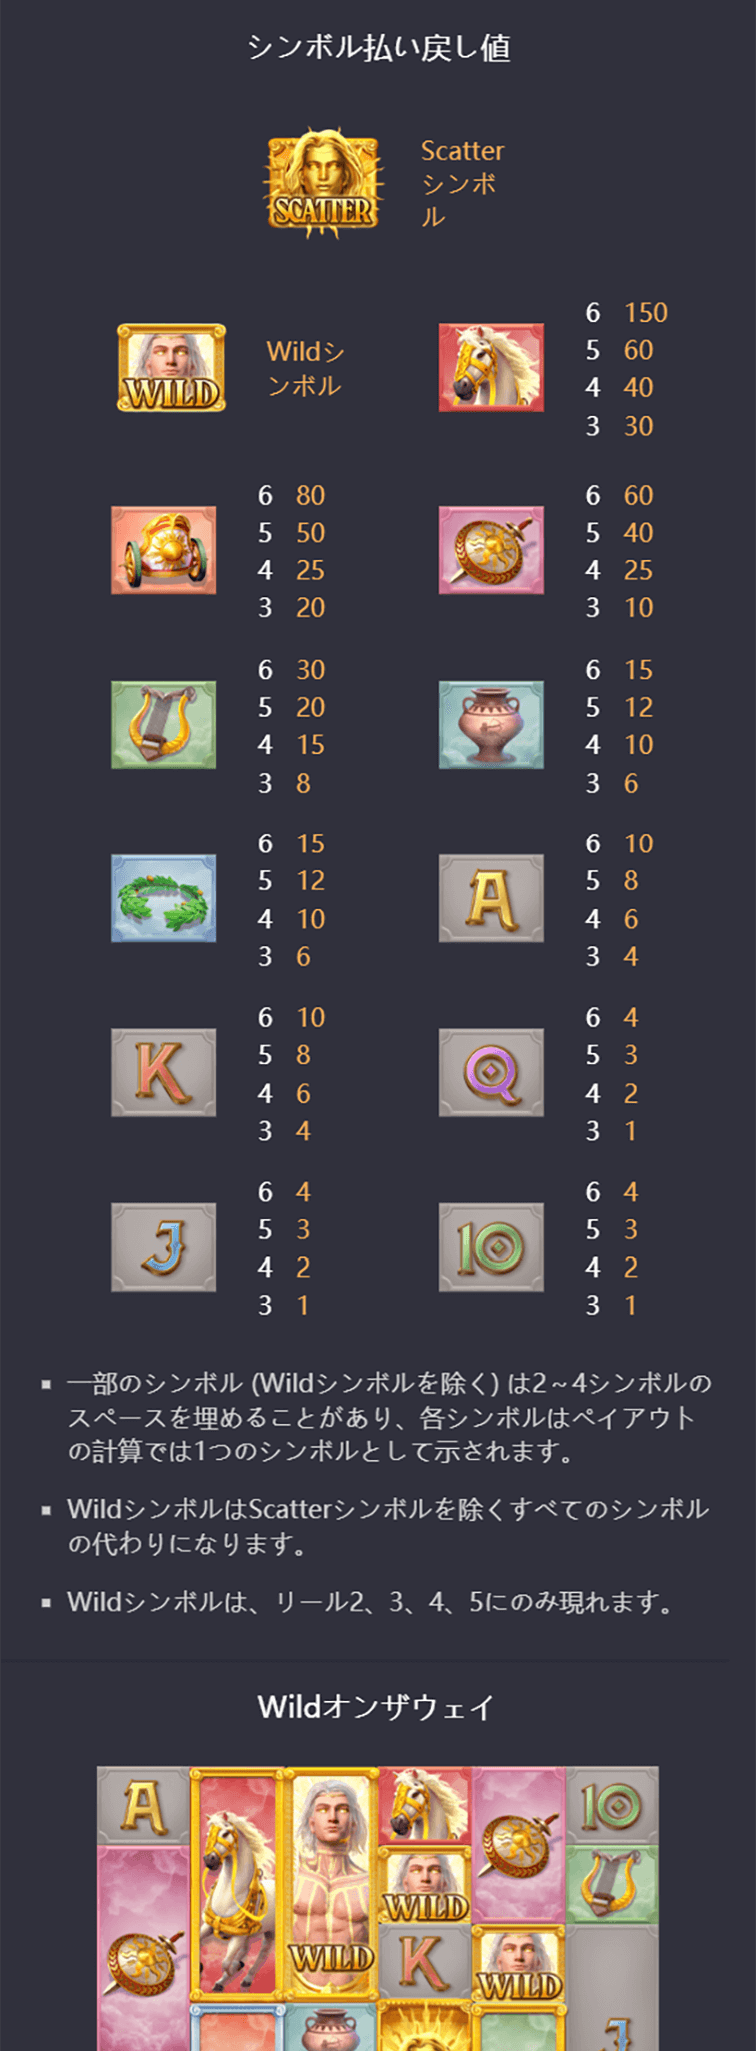 シンボル払い戻し値
SCATTER
Scatter
シンボ
ル
WILD
Wildシ
ンボル
6 150
5 60
4 40
3 30
6 80
5 50
4 25
3 20
6 60
5 40
4 25
3 10
6 30
5 20
4 15
3 8
6 15
5 12
4 10
3 6
6 15
5 12
4 10
3 6
A
6 10
5 8
6 4
4 6
3 4
K
6 10
5 8
4 6
3 4
Q
6 4
5 3
4 2
3 1
J
6 4
5 3
4 2
3 1
10
6 4
5 3
4 2
3 1
▪ 一部のシンボル (Wildシンボルを除く) は2～4シンボルの
スペースを埋めることがあり、各シンボルはペイアウト
の計算では1つのシンボルとして示されます。
▪ WildシンボルはScatterシンボルを除くすべてのシンボル
の代わりになります。
▪ Wildシンボルは、リール2、3、4、5にのみ現れます。
Wildオンザウェイ
A
10
WILD
WILD
K
WILD
J